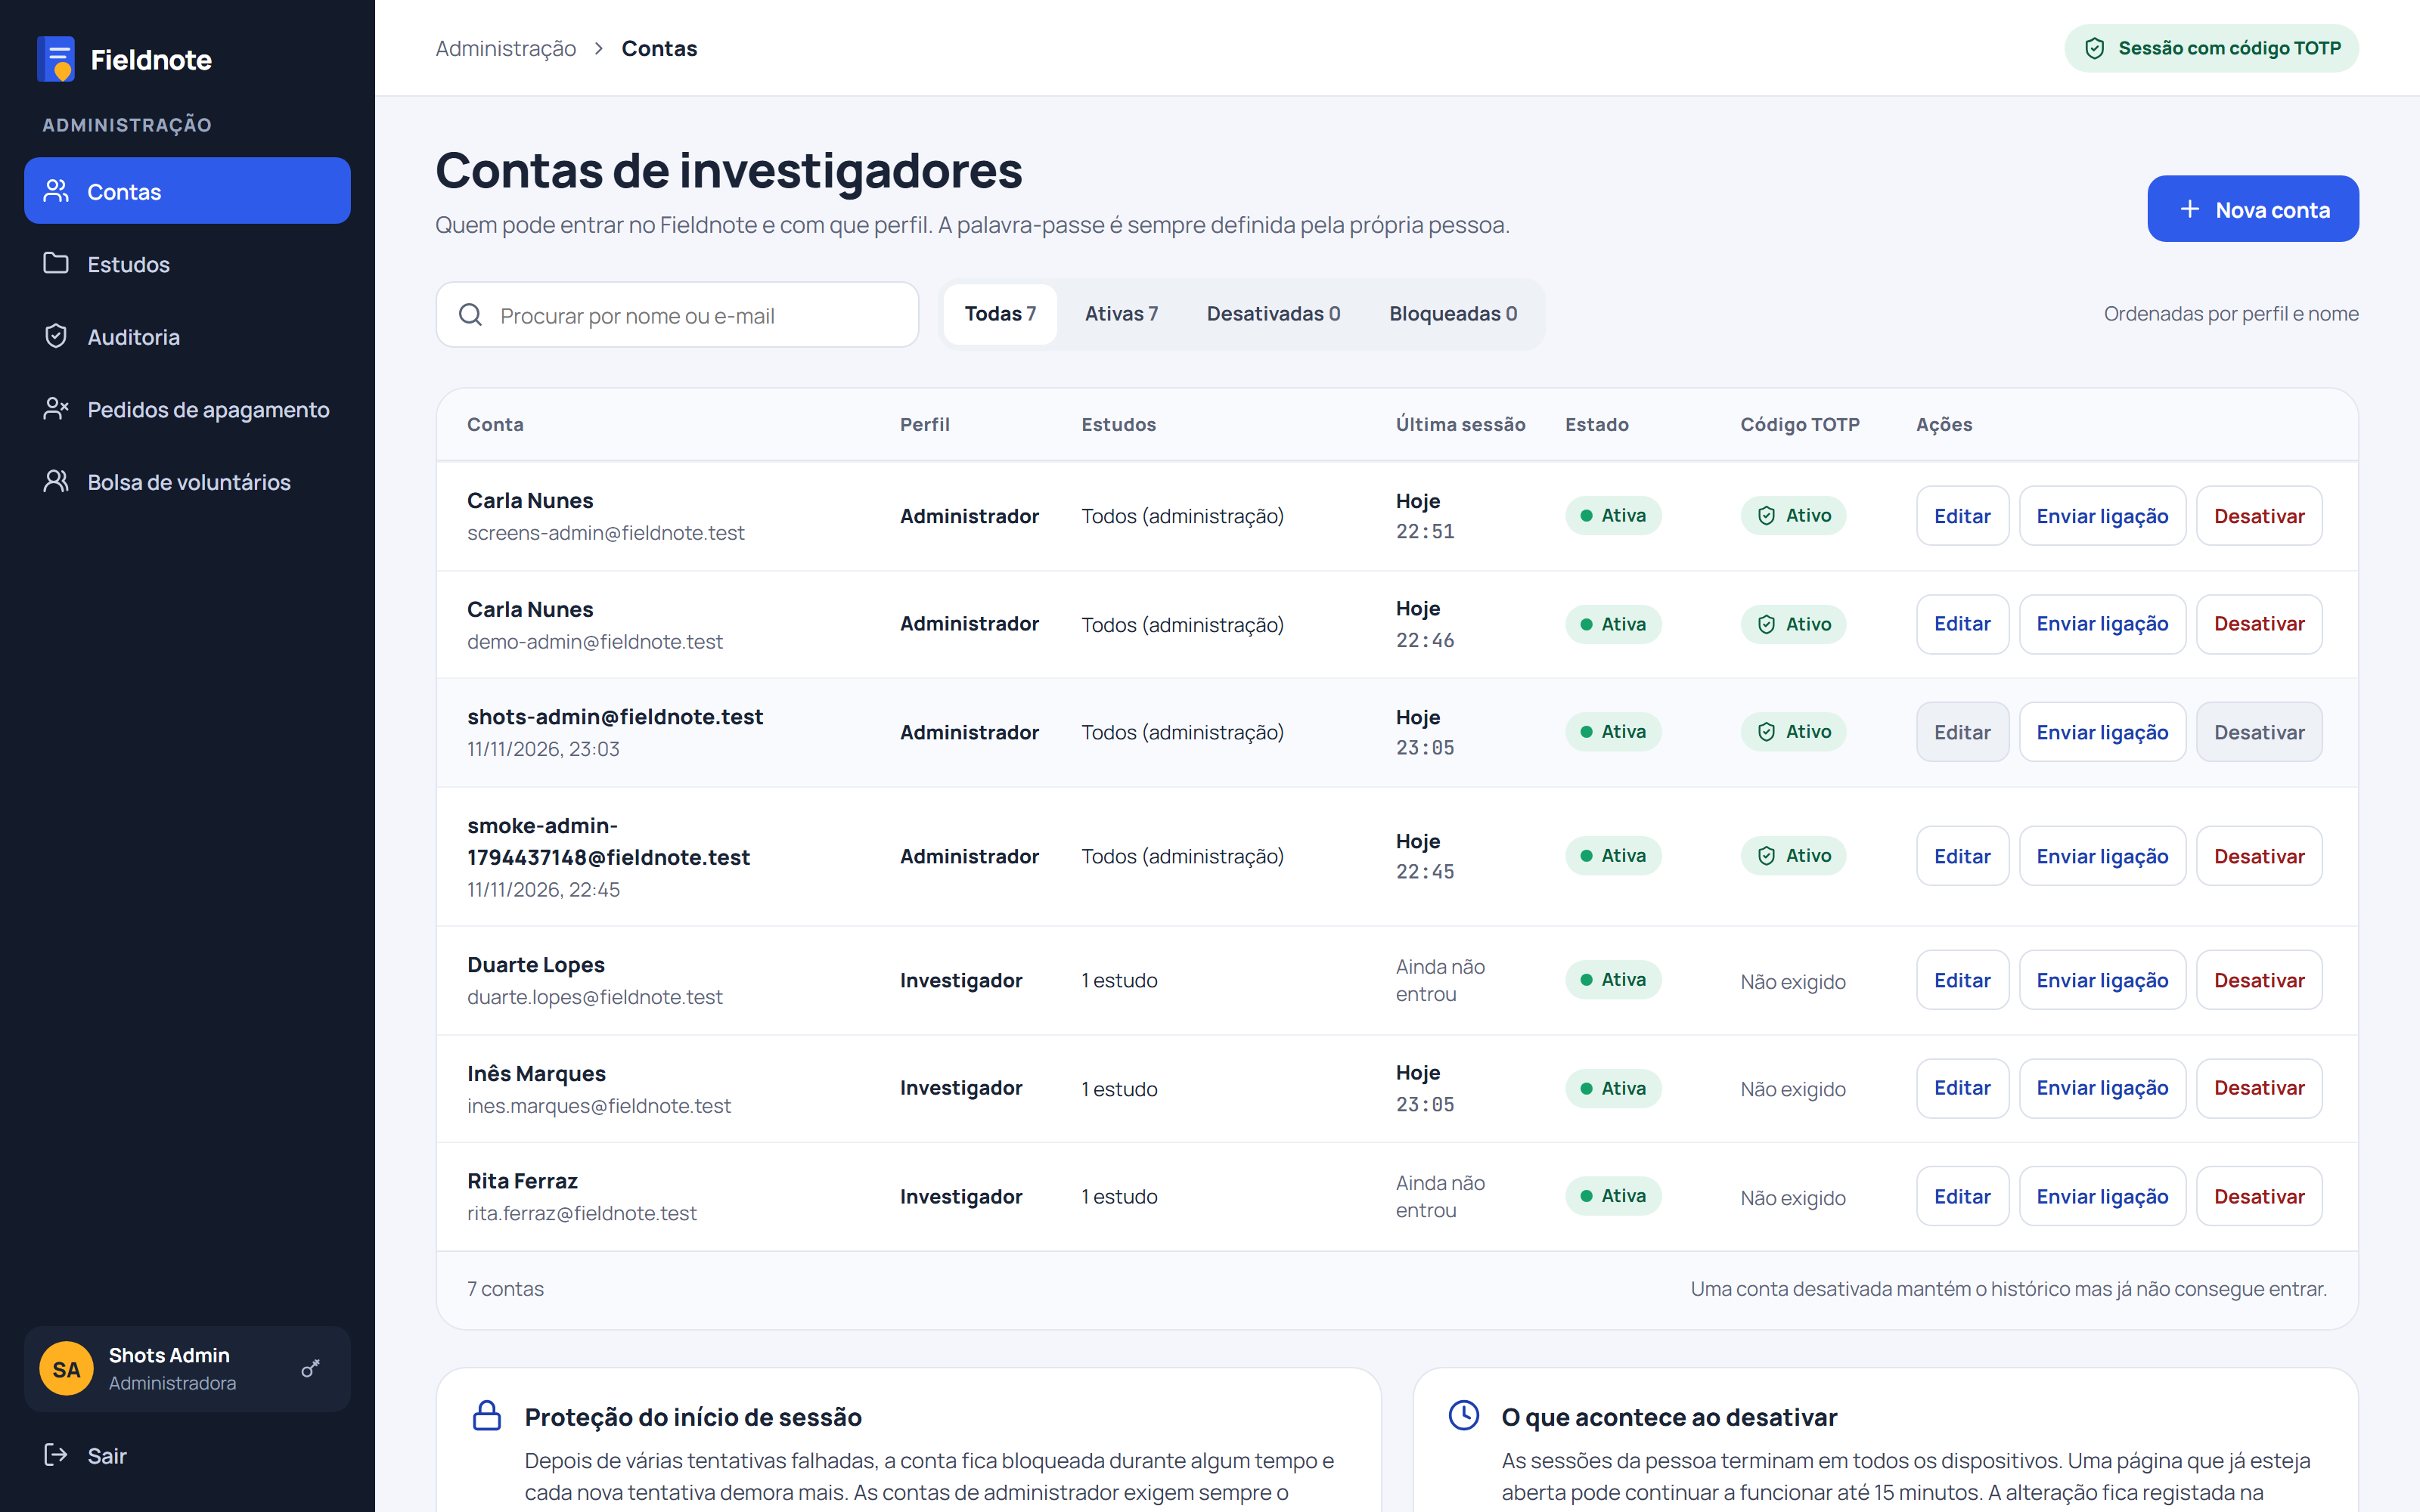 Fieldnote
ADMINISTRAÇÃO
Contas
Estudos
Auditoria
Pedidos de apagamento
Bolsa de voluntários
SA
Shots Admin
Administradora
Sair
Administração > Contas
Sessão com código TOTP
Contas de investigadores
Quem pode entrar no Fieldnote e com que perfil. A palavra-passe é sempre definida pela própria pessoa.
Nova conta
Procurar por nome ou e-mail
Todas 7 Ativas 7 Desativadas 0 Bloqueadas 0
Ordenadas por perfil e nome
Conta Perfil Estudos Última sessão Estado Código TOTP Ações
Carla Nunes
screens-admin@fieldnote.test
Administrador
Todos (administração)
Hoje
22:51
Ativa
Ativo
Editar Enviar ligação Desativar
Carla Nunes
demo-admin@fieldnote.test
Administrador
Todos (administração)
Hoje
22:46
Ativa
Ativo
Editar Enviar ligação Desativar
shots-admin@fieldnote.test
11/11/2026, 23:03
Administrador
Todos (administração)
Hoje
23:05
Ativa
Ativo
Editar Enviar ligação Desativar
smoke-admin-
1794437148@fieldnote.test
11/11/2026, 22:45
Administrador
Todos (administração)
Hoje
22:45
Ativa
Ativo
Editar Enviar ligação Desativar
Duarte Lopes
duarte.lopes@fieldnote.test
Investigador
1 estudo
Ainda não
entrou
Ativa
Não exigido
Editar Enviar ligação Desativar
Inês Marques
ines.marques@fieldnote.test
Investigador
1 estudo
Hoje
23:05
Ativa
Não exigido
Editar Enviar ligação Desativar
Rita Ferraz
rita.ferraz@fieldnote.test
Investigador
1 estudo
Ainda não
entrou
Ativa
Não exigido
Editar Enviar ligação Desativar
7 contas
Uma conta desativada mantém o histórico mas já não consegue entrar.
Proteção do início de sessão
Depois de várias tentativas falhadas, a conta fica bloqueada durante algum tempo e
cada nova tentativa demora mais. As contas de administrador exigem sempre o
O que acontece ao desativar
As sessões da pessoa terminam em todos os dispositivos. Uma página que já esteja
aberta pode continuar a funcionar até 15 minutos. A alteração fica registada na